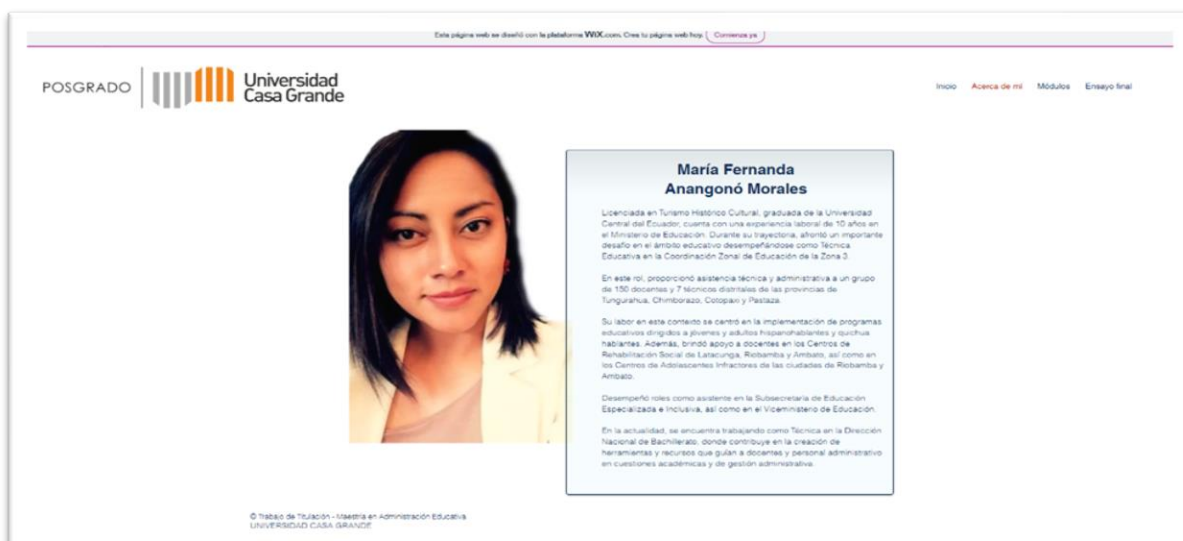 Esta página web se diseñó con la plataforma WiX.com. Crea tu página web hoy. Comienza ya
POSGRADO
Universidad
Casa Grande
Inicio Acerca de mí Módulos Ensayo final
María Fernanda
Anangonó Morales
Licenciada en Turismo Histórico Cultural, graduada de la Universidad
Central del Ecuador, cuenta con una experiencia laboral de 10 años en
el Ministerio de Educación. Durante su trayectoria, afrontó un importante
desafío en el ámbito educativo desempeñándose como Técnica
Educativa en la Coordinación Zonal de Educación de la Zona 3.
En este rol, proporcionó asistencia técnica y administrativa a un grupo
de 150 docentes y 7 técnicos distritales de las provincias de
Tungurahua, Chimborazo, Cotopaxi y Pastaza.
Su labor en este contexto se centró en la implementación de programas
educativos dirigidos a jóvenes y adultos hispanohablantes y quichua
hablantes. Además, brindó apoyo a docentes en los Centros de
Rehabilitación Social de Latacunga, Riobamba y Ambato, así como en
los Centros de Adolescentes Infractores de las ciudades de Riobamba y
Ambato.
Desempeñó roles como asistente en la Subsecretaría de Educación
Especializada e Inclusiva, así como en el Viceministerio de Educación.
En la actualidad, se encuentra trabajando como Técnica en la Dirección
Nacional de Bachillerato, donde contribuye en la creación de
herramientas y recursos que guían a docentes y personal administrativo
en cuestiones académicas y de gestión administrativa.
© Trabajo de Titulación - Maestría en Administración Educativa
UNIVERSIDAD CASA GRANDE